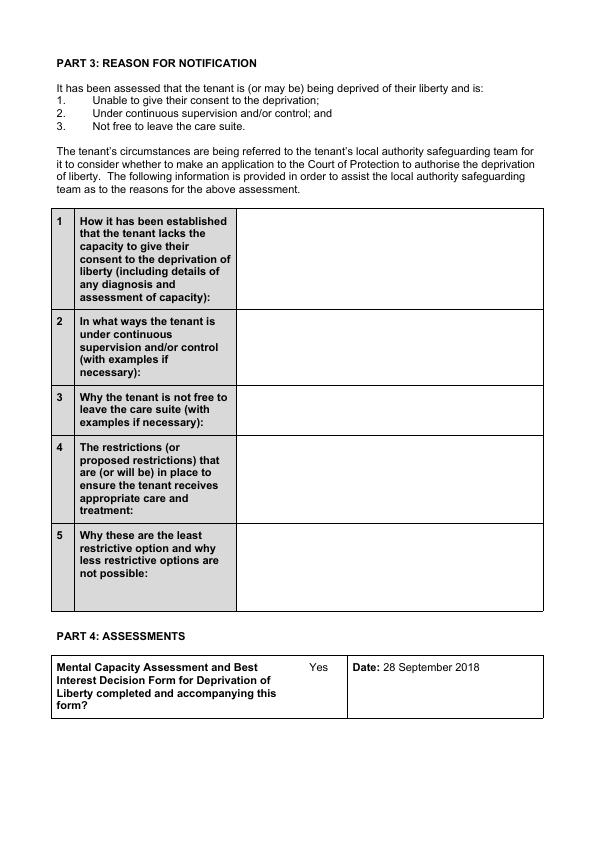 PART 3: REASON FOR NOTIFICATION
It has been assessed that the tenant is (or may be) being deprived of their liberty and is:
1. Unable to give their consent to the deprivation;
2. Under continuous supervision and/or control; and
3. Not free to leave the care suite.
The tenant's circumstances are being referred to the tenant's local authority safeguarding team for
it to consider whether to make an application to the Court of Protection to authorise the deprivation
of liberty. The following information is provided in order to assist the local authority safeguarding
team as to the reasons for the above assessment.
1 How it has been established
that the tenant lacks the
capacity to give their
consent to the deprivation of
liberty (including details of
any diagnosis and
assessment of capacity):
2 In what ways the tenant is
under continuous
supervision and/or control
(with examples if
necessary):
3 Why the tenant is not free to
leave the care suite (with
examples if necessary):
4 The restrictions (or
proposed restrictions) that
are (or will be) in place to
ensure the tenant receives
appropriate care and
treatment:
5 Why these are the least
restrictive option and why
less restrictive options are
not possible:
PART 4: ASSESSMENTS
Mental Capacity Assessment and Best
Interest Decision Form for Deprivation of
Liberty completed and accompanying this
form?
Yes
Date: 28 September 2018